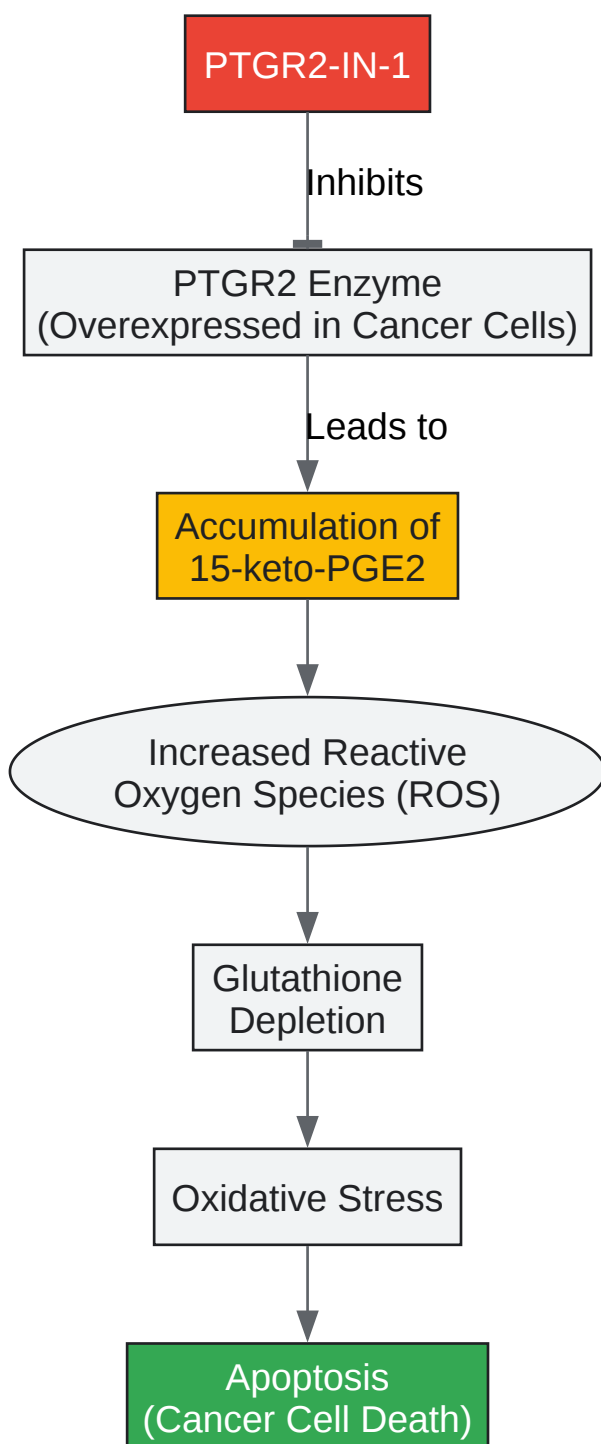 PTGR2-IN-1
Inhibits
PTGR2 Enzyme
(Overexpressed in Cancer Cells)
Leads to
Accumulation of
15-keto-PGE2
Increased Reactive
Oxygen Species (ROS)
Glutathione
Depletion
Oxidative Stress
Apoptosis
(Cancer Cell Death)